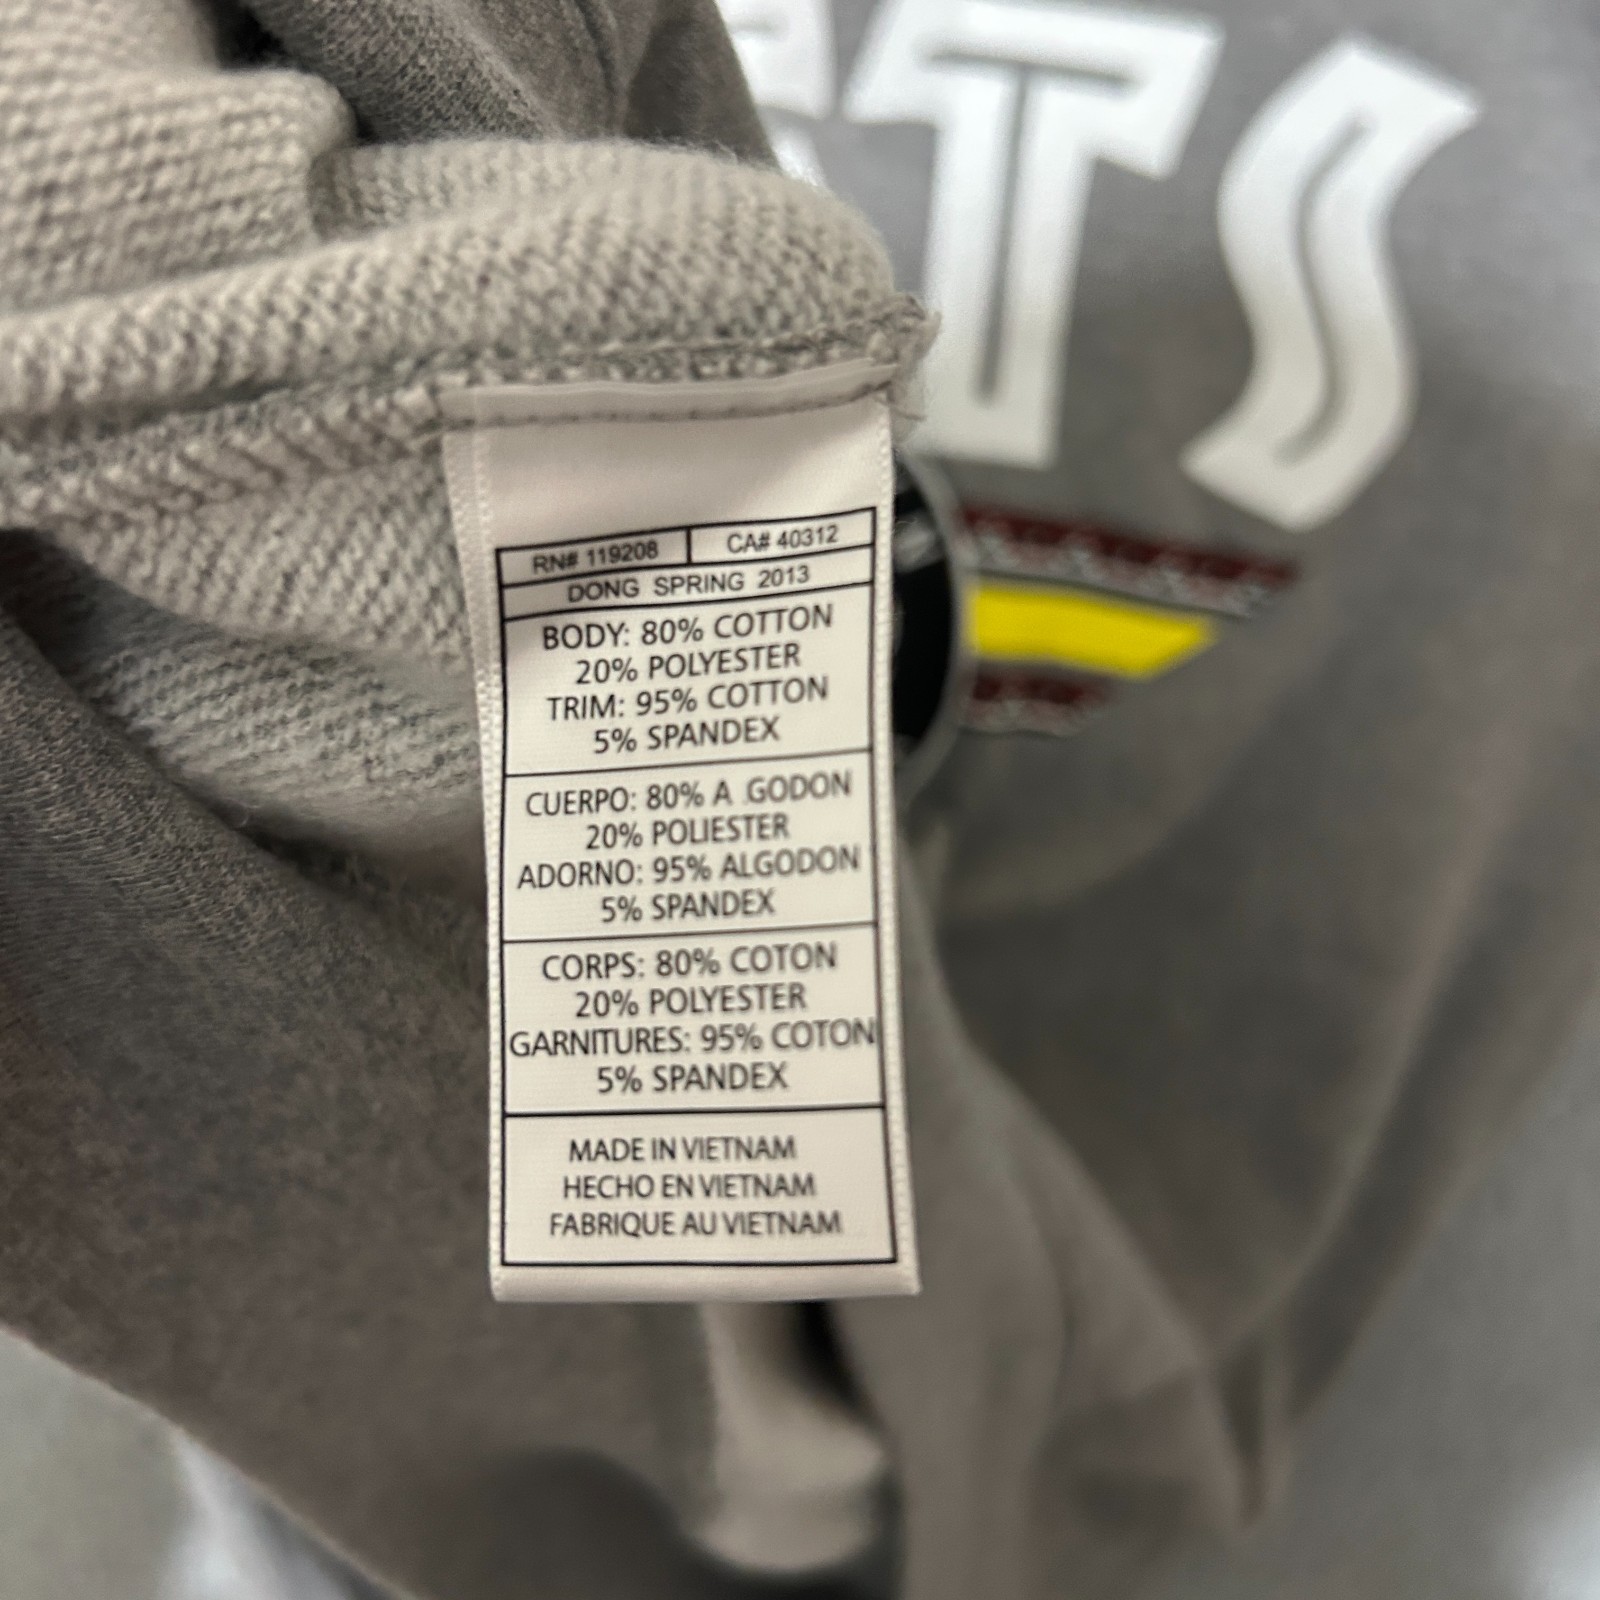 TS
RN# 119208 CA# 40312
DONG SPRING 2013
BODY: 80% COTTON
20% POLYESTER
TRIM: 95% COTTON
5% SPANDEX
CUERPO: 80% A GODON
20% POLIESTER
ADORNO: 95% ALGODON
5% SPANDEX
CORPS: 80% COTON
20% POLYESTER
GARNITURES: 95% COTON
5% SPANDEX
MADE IN VIETNAM
HECHO EN VIETNAM
FABRIQUE AU VIETNAM